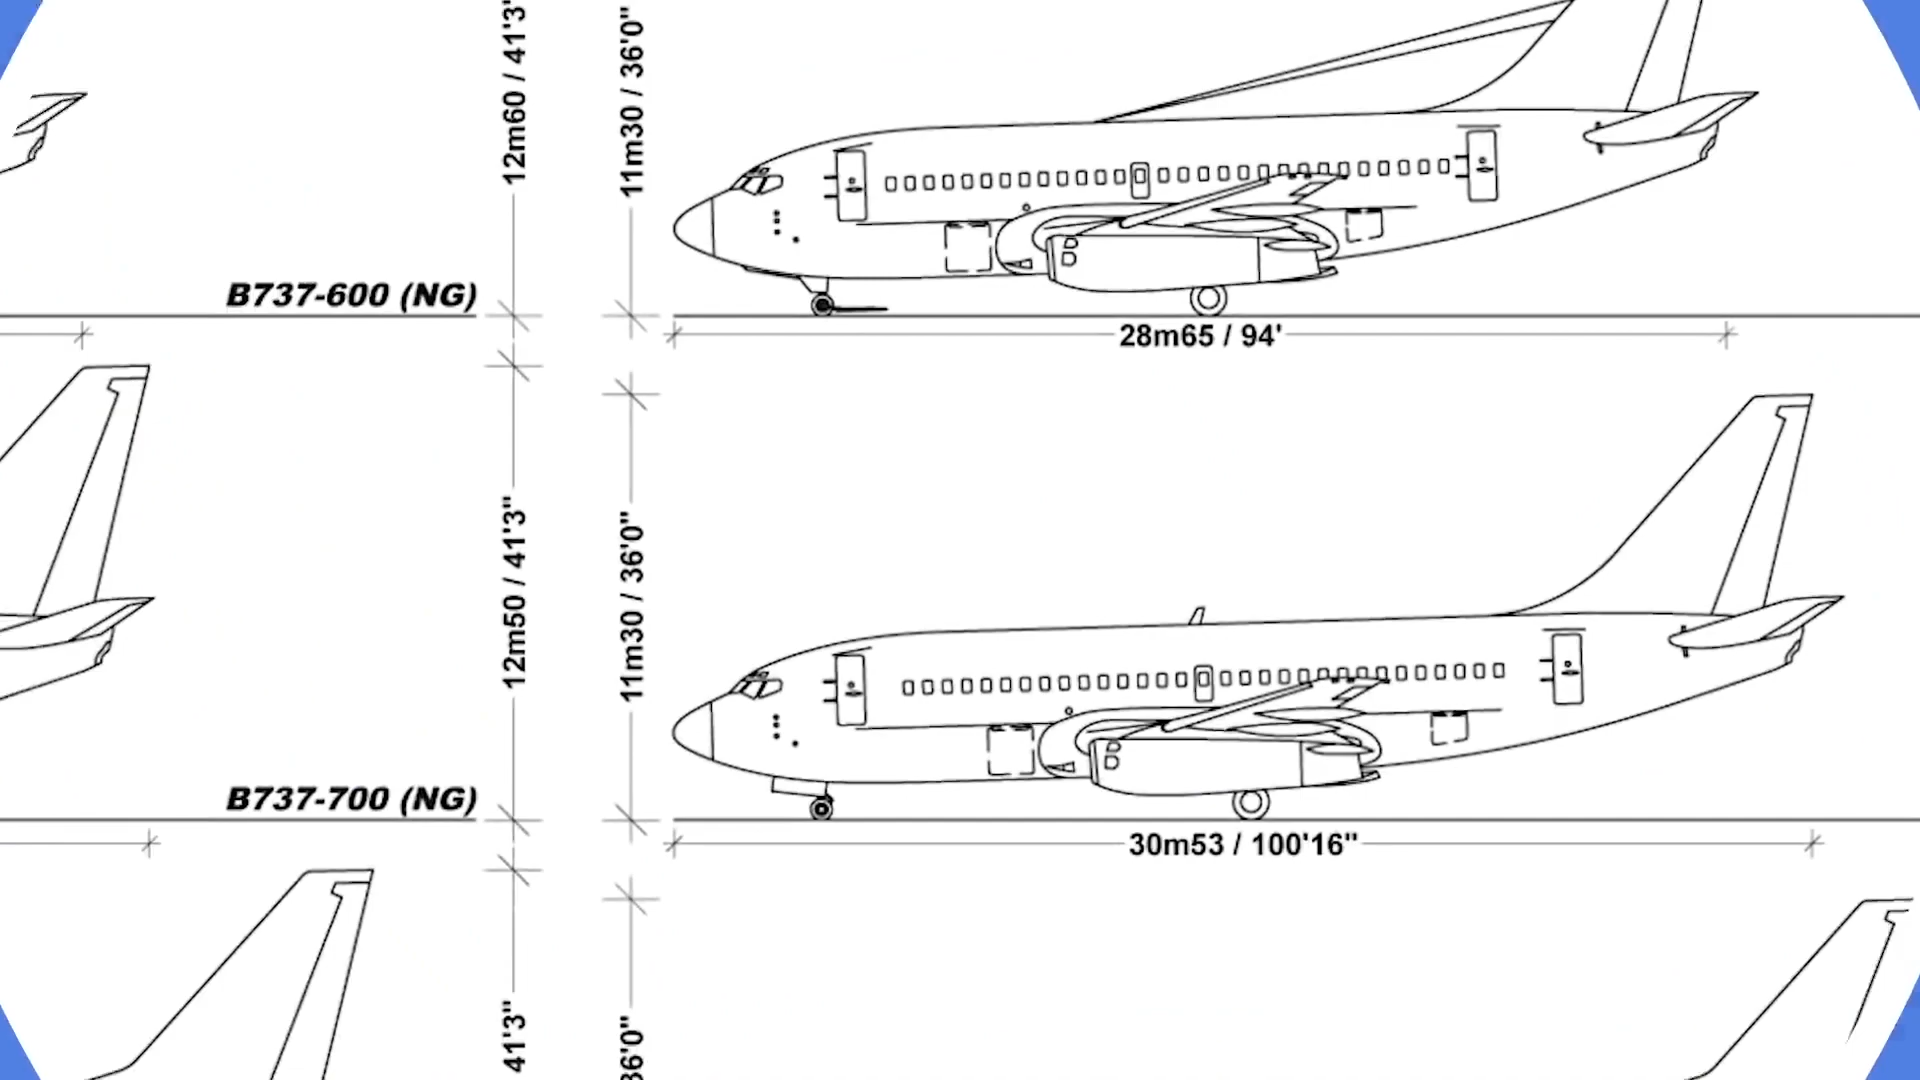 12m60 / 41'3"
11m30 / 36'0"
B737-600 (NG)
28m65 / 94'
12m50 / 41'3"
11m30 / 36'0"
B737-700 (NG)
30m53 / 100'16"
41'3"
36'0"